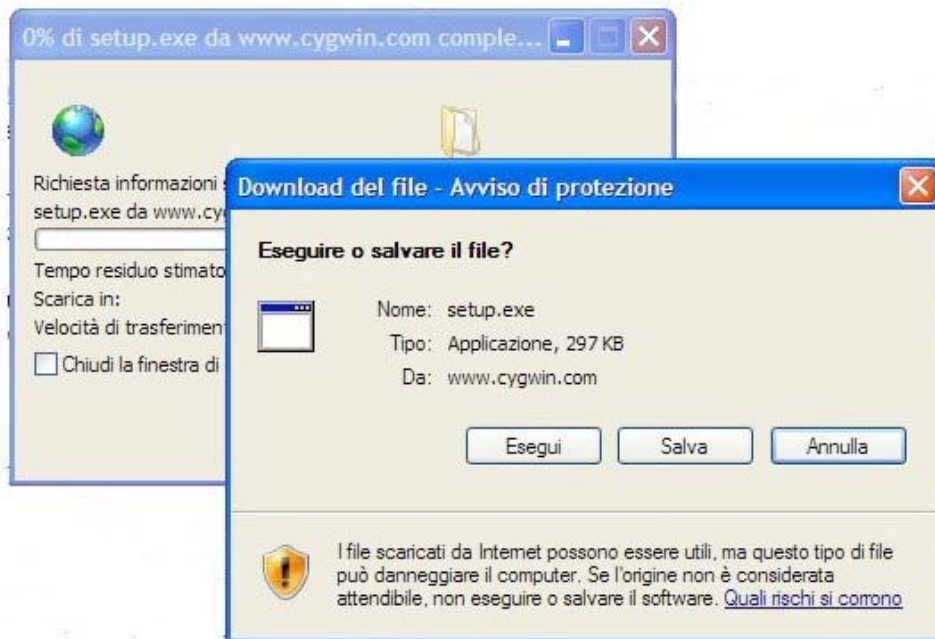 0% di setup.exe da www.cygwin.com comple...
Richiesta informazioni
setup.exe da www.cy
Tempo residuo stimato
Scarica in:
Velocità di trasferimen
Chiudi la finestra di
Download del file - Avviso di protezione
Eseguire o salvare il file?
Nome: setup.exe
Tipo: Applicazione, 297 KB
Da: www.cygwin.com
Esegui Salva Annulla
I file scaricati da Internet possono essere utili, ma questo tipo di file
può danneggiare il computer. Se l'origine non è considerata
attendibile, non eseguire o salvare il software. Quali rischi si corrono